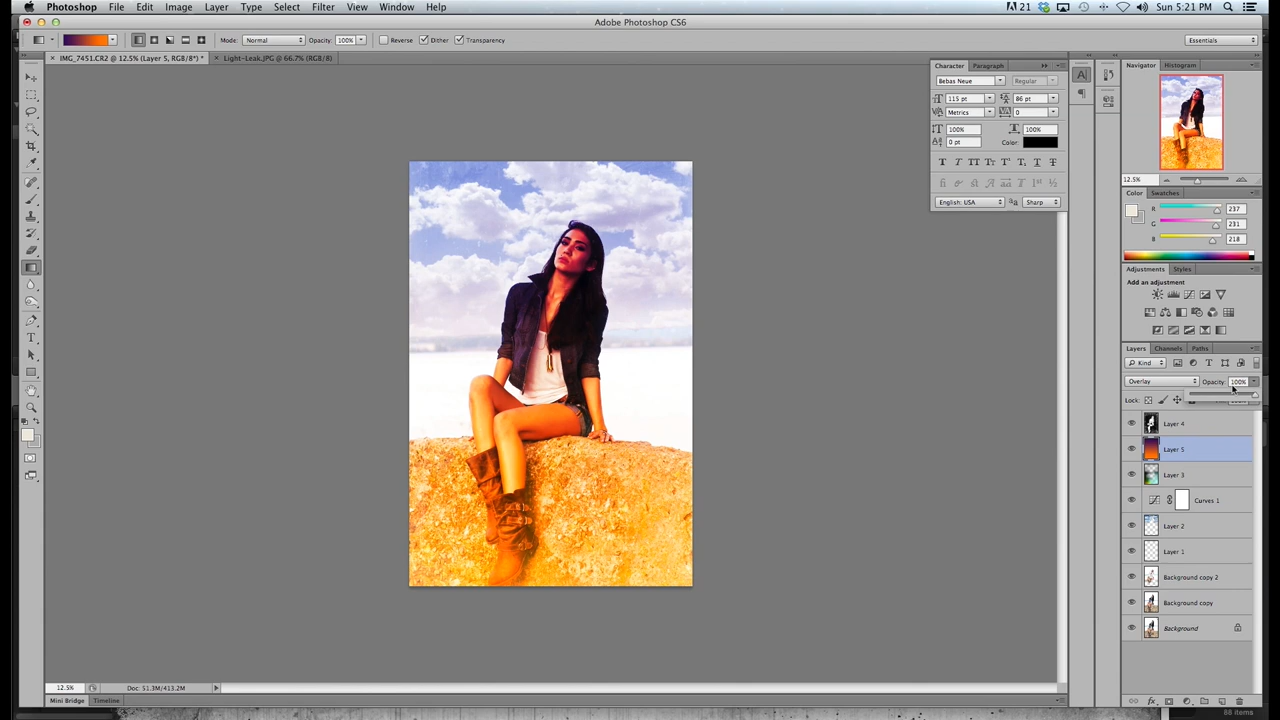 Photoshop File Edit Image Layer Type Select Filter View Window Help 21 Sun 5:21 PM
Adobe Photoshop CS6
Mode: Normal Opacity: 100% Reverse Dither Transparency Essentials
× IMG_7451.CR2 @ 12.5% (Layer 5, RGB/8*) * × Light-Leak.JPG @ 66.7% (RGB/8)
Character Paragraph
Bebas Neue Regular
115 pt 86 pt
Metrics 0
100% 100%
0 pt Color:
English: USA Sharp
Navigator Histogram
12.5%
Color Swatches
R 237
G 231
B 218
Adjustments Styles
Add an adjustment
Layers Channels Paths
Kind
Overlay Opacity: 100%
Lock:
Layer 4
Layer 5
Layer 3
Curves 1
Layer 2
Layer 1
Background copy 2
Background copy
Background
12.5% Doc: 51.3M/413.2M
Mini Bridge Timeline
68 items